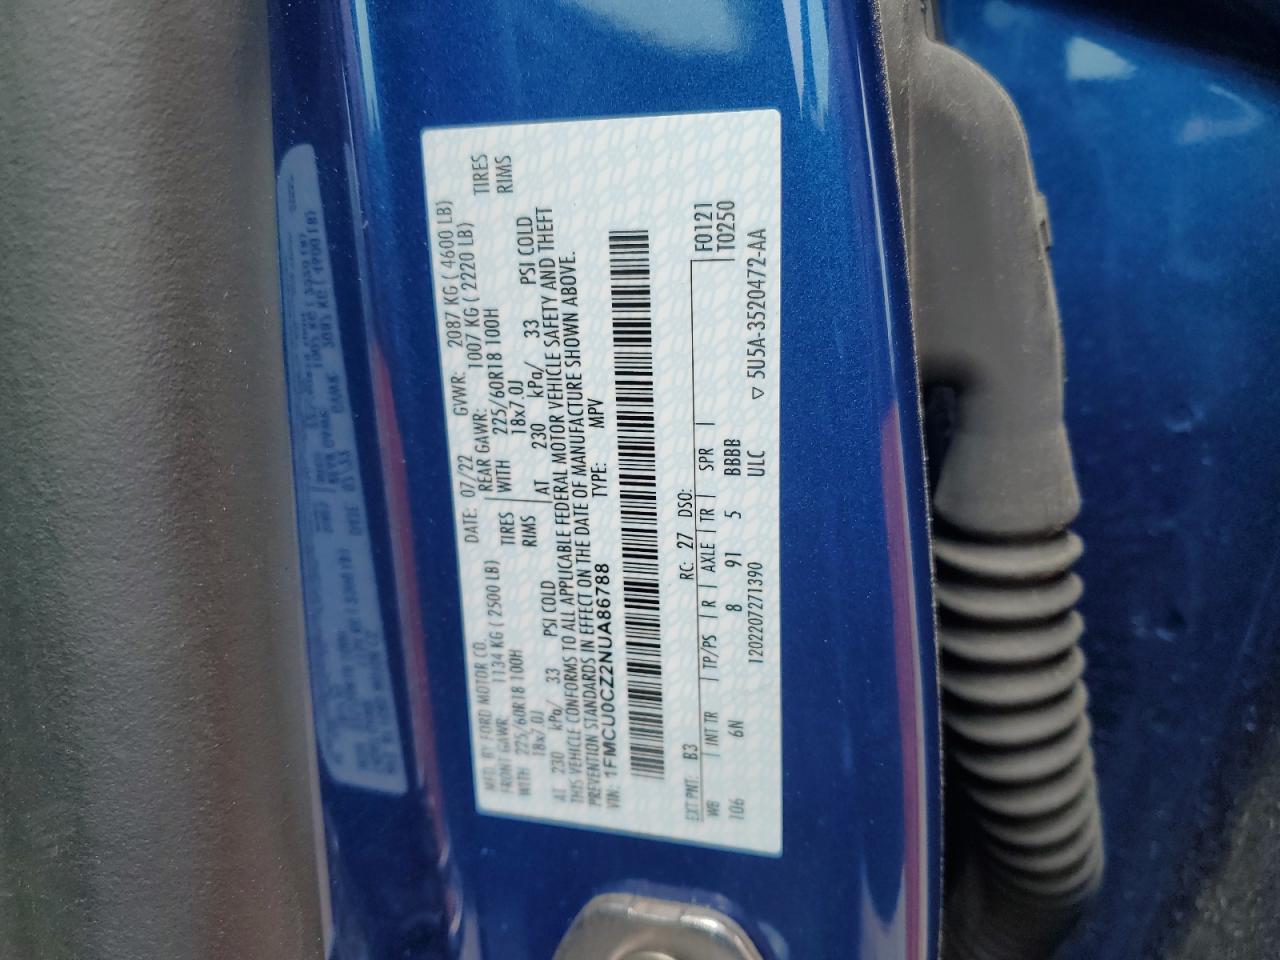 MFD. BY FORD MOTOR CO. DATE: 07/22 GVWR: 2087 KG ( 4600 LB)
FRONT GAWR: 1134 KG ( 2500 LB) REAR GAWR: 1007 KG ( 2220 LB)
WITH 225/60R18 100H TIRES WITH 225/60R18 100H TIRES
18x7.0J RIMS 18x7.0J RIMS
AT 230 kPa/ 33 PSI COLD AT 230 kPa/ 33 PSI COLD
THIS VEHICLE CONFORMS TO ALL APPLICABLE FEDERAL MOTOR VEHICLE SAFETY AND THEFT
PREVENTION STANDARDS IN EFFECT ON THE DATE OF MANUFACTURE SHOWN ABOVE.
VIN: 1FMCU0CZ2NUA86788 TYPE: MPV
EXT PNT: B3 RC: 27 DSO: F0121
WB INT TR TP/PS R AXLE TR SPR T0250
106 6N 8 91 5 BBBB
1202207271390 ULC ▽ 5U5A-3520472-AA